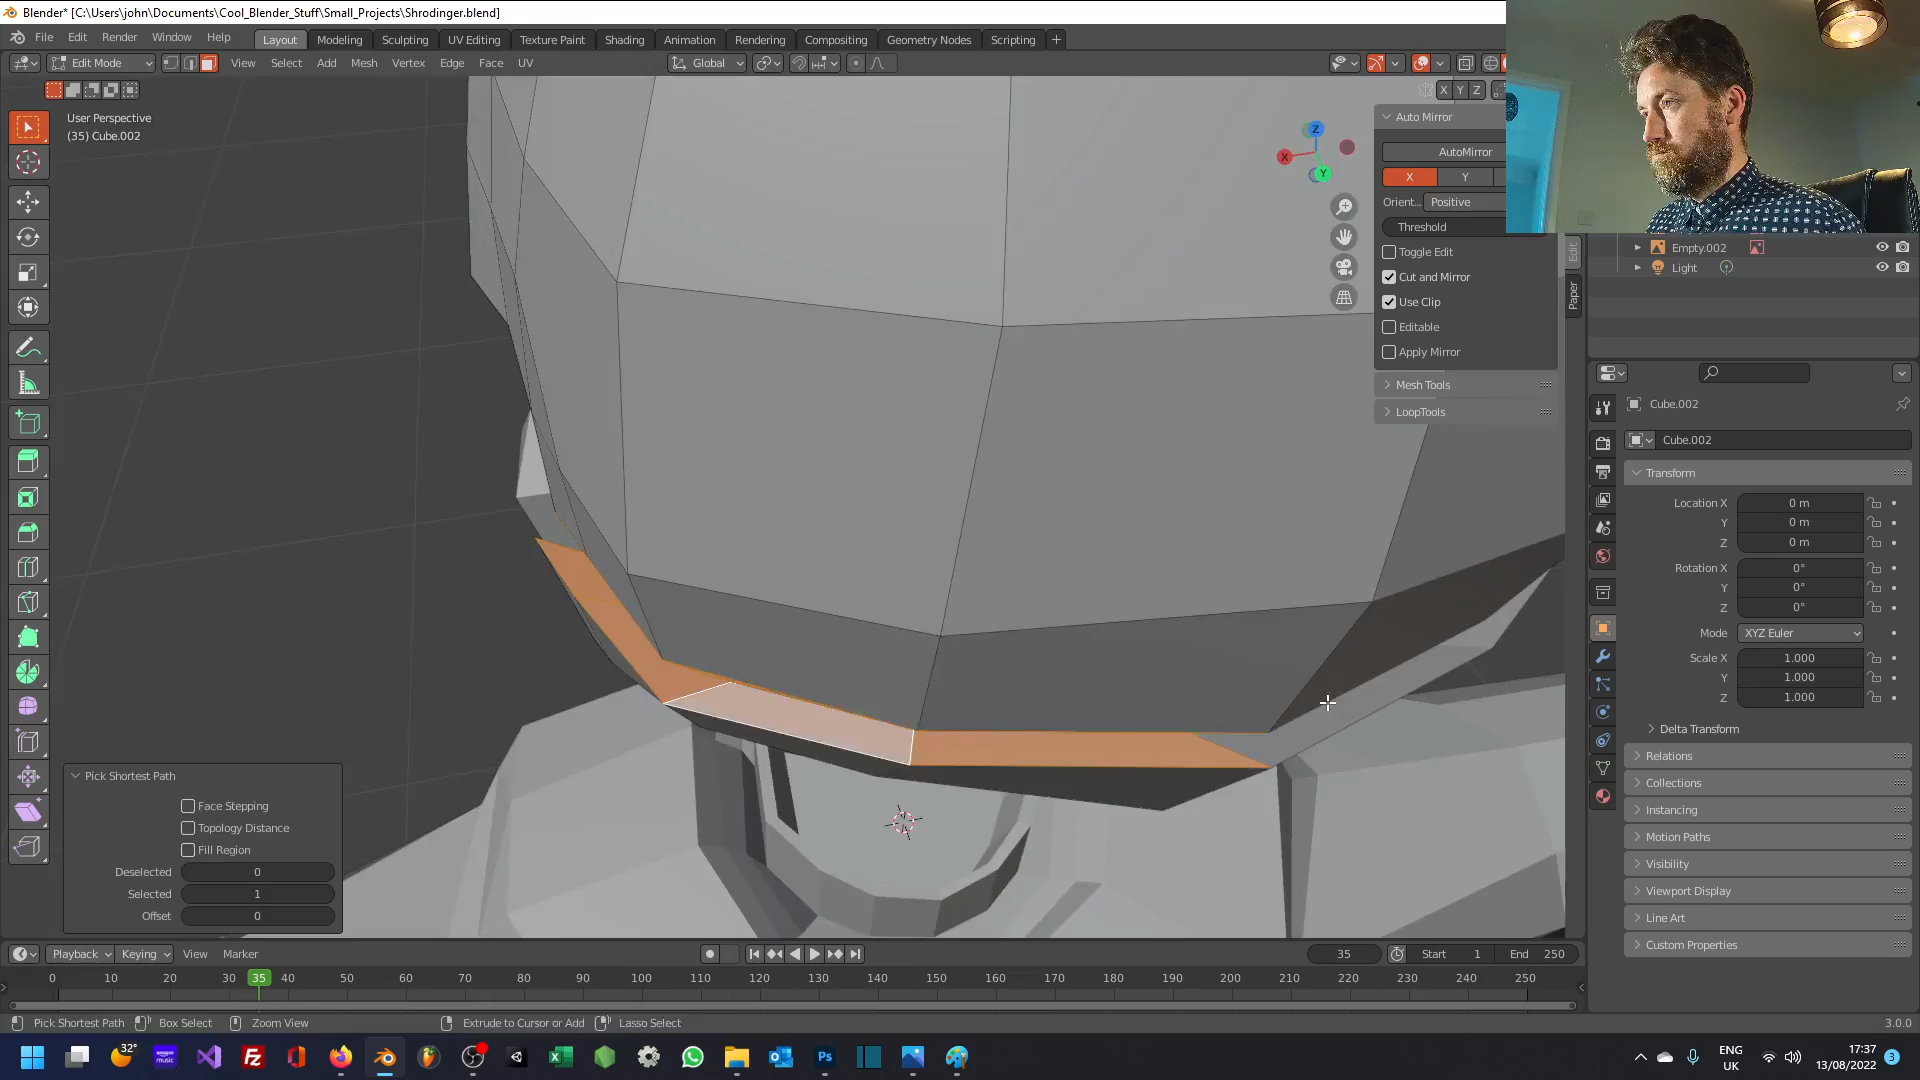 Blender* [C:\Users\john\Documents\Cool_Blender_Stuff\Small_Projects\Shrodinger.blend]
File Edit Render Window Help Layout Modeling Sculpting UV Editing Texture Paint Shading Animation Rendering Compositing Geometry Nodes Scripting +
Edit Mode View Select Add Mesh Vertex Edge Face UV Global
X Y Z
User Perspective
(35) Cube.002
Z
X
Y
Auto Mirror
AutoMirror
X Y
Orient... Positive
Threshold
Toggle Edit
Cut and Mirror
Use Clip
Editable
Apply Mirror
Mesh Tools
LoopTools
Edit
Paper
Empty.002
Light
Cube.002
Cube.002
Transform
Location X 0 m
Y 0 m
Z 0 m
Rotation X 0°
Y 0°
Z 0°
Mode XYZ Euler
Scale X 1.000
Y 1.000
Z 1.000
Delta Transform
Relations
Collections
Instancing
Motion Paths
Visibility
Viewport Display
Line Art
Custom Properties
Pick Shortest Path
Face Stepping
Topology Distance
Fill Region
Deselected 0
Selected 1
Offset 0
Playback Keying View Marker 35 Start 1 End 250
0 10 20 35 40 50 60 70 80 90 100 110 120 130 140 150 160 170 180 190 200 210 220 230 240 250
Pick Shortest Path Box Select Zoom View Extrude to Cursor or Add Lasso Select 3.0.0
32° ENG UK 17:37 13/08/2022 3